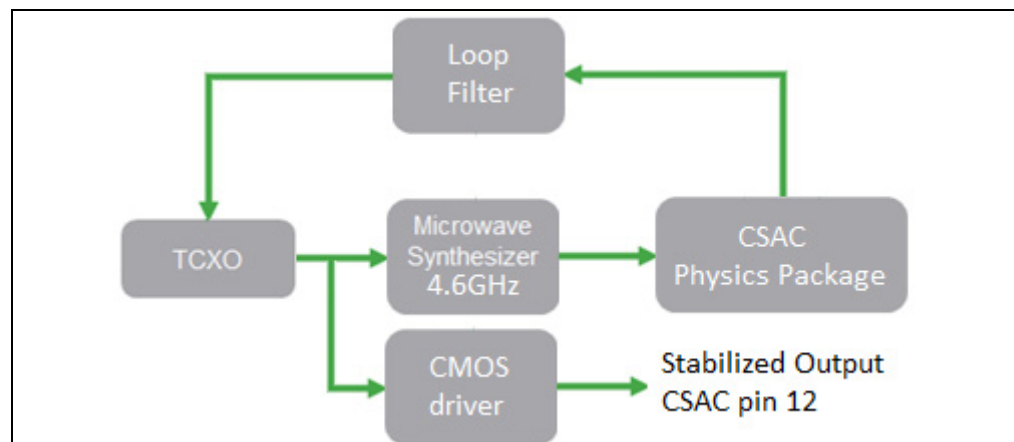 Loop
Filter
TCXO
Microwave
Synthesizer
4.6GHz
CSAC
Physics Package
CMOS
driver
Stabilized Output
CSAC pin 12